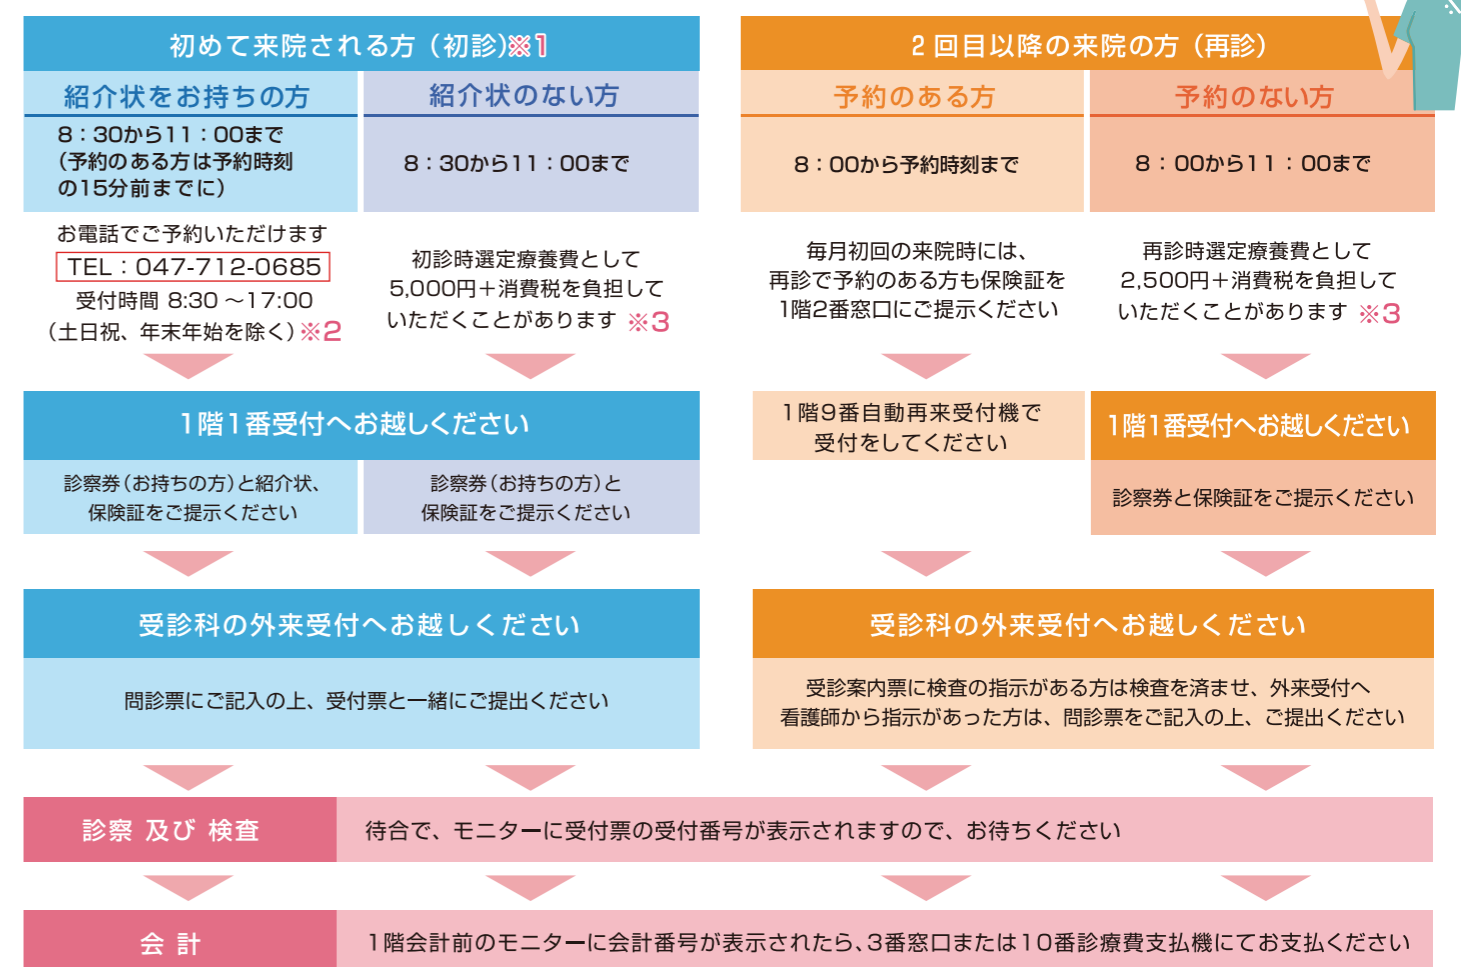 初めて来院される方（初診）※1
紹介状をお持ちの方
8：30から11：00まで
（予約のある方は予約時刻
の15分前までに）
お電話でご予約いただけます
TEL：047-712-0685
受付時間 8:30～17:00
（土日祝、年末年始を除く）※2
紹介状のない方
8：30から11：00まで
初診時選定療養費として
5,000円＋消費税を負担して
いただくことがあります ※3
1階1番受付へお越しください
診察券（お持ちの方）と紹介状、
保険証をご提示ください
診察券（お持ちの方）と
保険証をご提示ください
受診科の外来受付へお越しください
問診票にご記入の上、受付票と一緒にご提出ください
2回目以降の来院の方（再診）
予約のある方
8：00から予約時刻まで
毎月初回の来院時には、
再診で予約のある方も保険証を
1階2番窓口にご提示ください
1階9番自動再来受付機で
受付をしてください
予約のない方
8：00から11：00まで
再診時選定療養費として
2,500円＋消費税を負担して
いただくことがあります ※3
1階1番受付へお越しください
診察券と保険証をご提示ください
受診科の外来受付へお越しください
受診案内票に検査の指示がある方は検査を済ませ、外来受付へ
看護師から指示があった方は、問診票をご記入の上、ご提出ください
診察 及び 検査
待合で、モニターに受付票の受付番号が表示されますので、お待ちください
会 計
1階会計前のモニターに会計番号が表示されたら、3番窓口または10番診療費支払機にてお支払ください